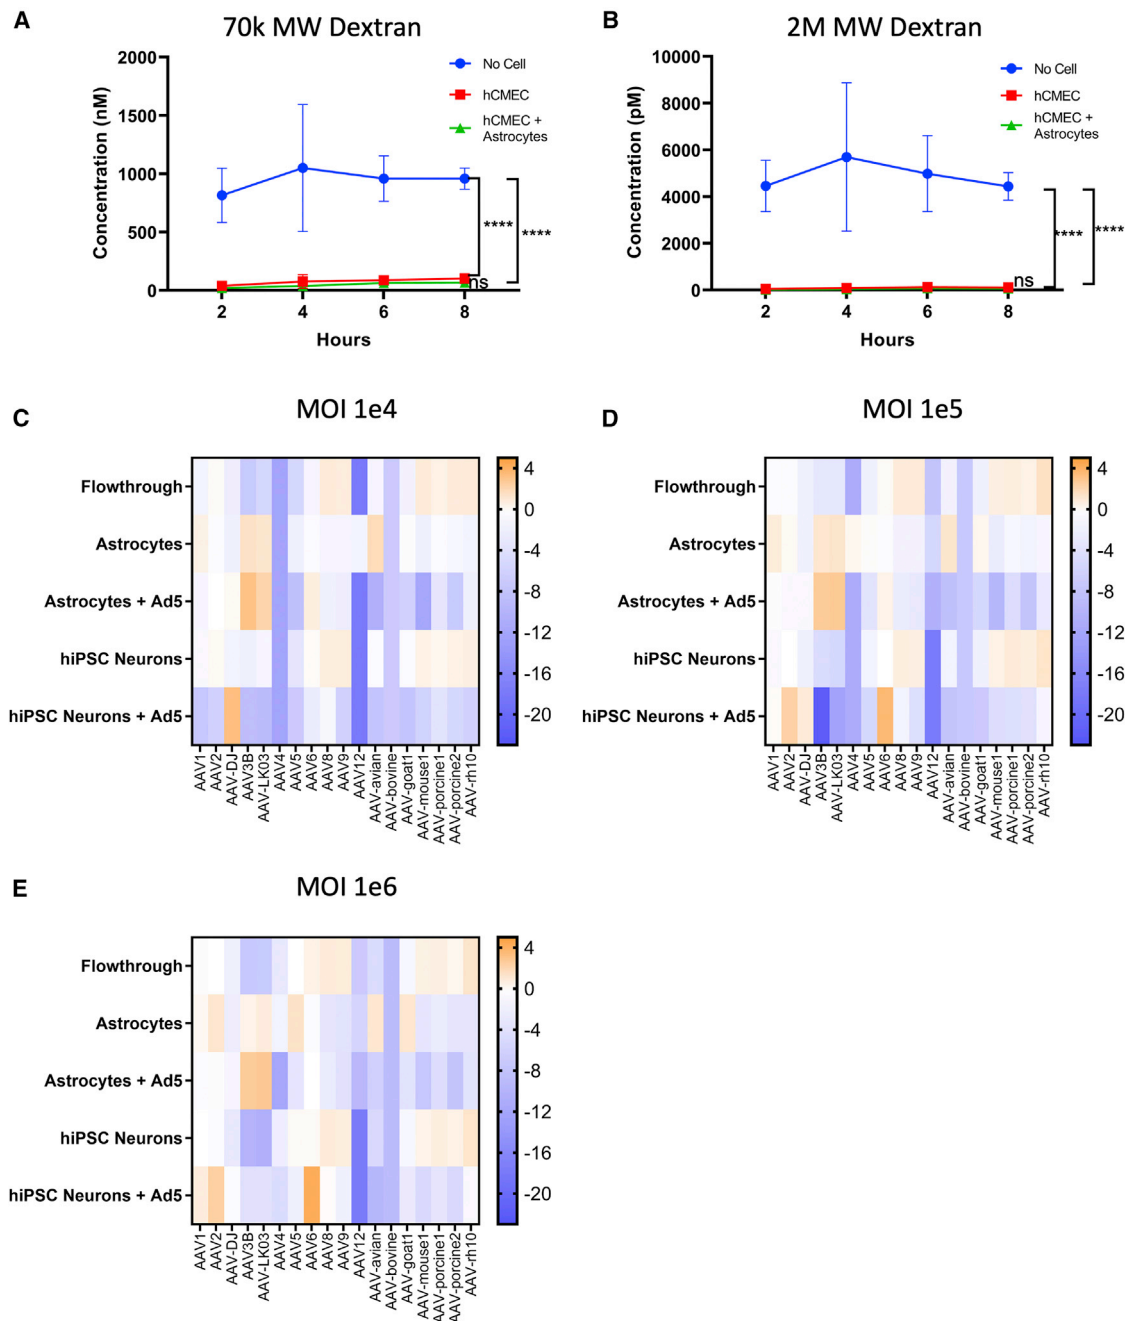 A
70k MW Dextran
Concentration (nM)
2000
1500
1000
500
0
2
4
6
8
Hours
No Cell
hCMEC
hCMEC +
Astrocytes
****
****
ns
B
2M MW Dextran
Concentration (pM)
10000
8000
6000
4000
2000
0
2
4
6
8
Hours
No Cell
hCMEC
hCMEC +
Astrocytes
****
****
ns
C
MOI 1e4
Flowthrough
Astrocytes
Astrocytes + Ad5
hiPSC Neurons
hiPSC Neurons + Ad5
AAV1
AAV2
AAV-DJ
AAV3B
AAV-LK03
AAV4
AAV5
AAV6
AAV8
AAV9
AAV12
AAV-avian
AAV-bovine
AAV-goat1
AAV-mouse1
AAV-porcine1
AAV-porcine2
AAV-rh10
4
0
-4
-8
-12
-16
-20
D
MOI 1e5
Flowthrough
Astrocytes
Astrocytes + Ad5
hiPSC Neurons
hiPSC Neurons + Ad5
AAV1
AAV2
AAV-DJ
AAV3B
AAV-LK03
AAV4
AAV5
AAV6
AAV8
AAV9
AAV12
AAV-avian
AAV-bovine
AAV-goat1
AAV-mouse1
AAV-porcine1
AAV-porcine2
AAV-rh10
4
0
-4
-8
-12
-16
-20
E
MOI 1e6
Flowthrough
Astrocytes
Astrocytes + Ad5
hiPSC Neurons
hiPSC Neurons + Ad5
AAV1
AAV2
AAV-DJ
AAV3B
AAV-LK03
AAV4
AAV5
AAV6
AAV8
AAV9
AAV12
AAV-avian
AAV-bovine
AAV-goat1
AAV-mouse1
AAV-porcine1
AAV-porcine2
AAV-rh10
4
0
-4
-8
-12
-16
-20